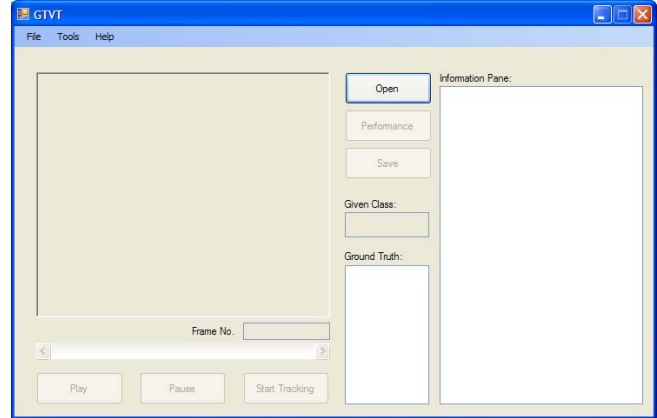 GTVT
File Tools Help
Open
Performance
Save
Given Class:
Ground Truth:
Information Pane:
Frame No.
Play Pause Start Tracking